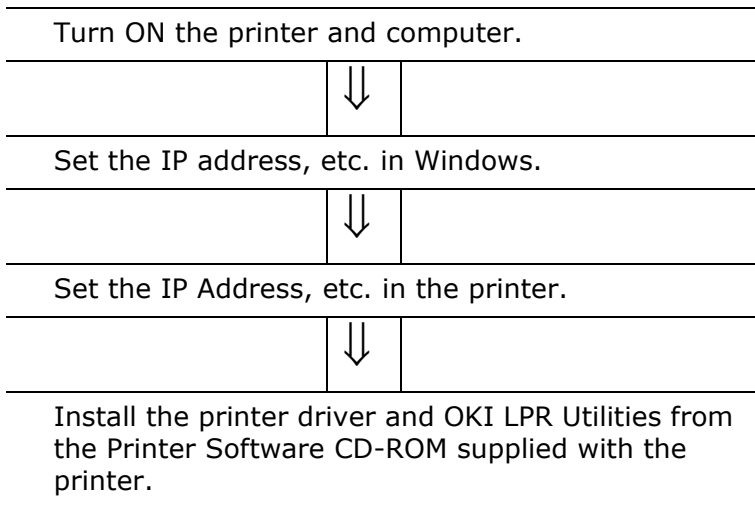 Turn ON the printer and computer.
⇓
Set the IP address, etc. in Windows.
⇓
Set the IP Address, etc. in the printer.
⇓
Install the printer driver and OKI LPR Utilities from
the Printer Software CD-ROM supplied with the
printer.